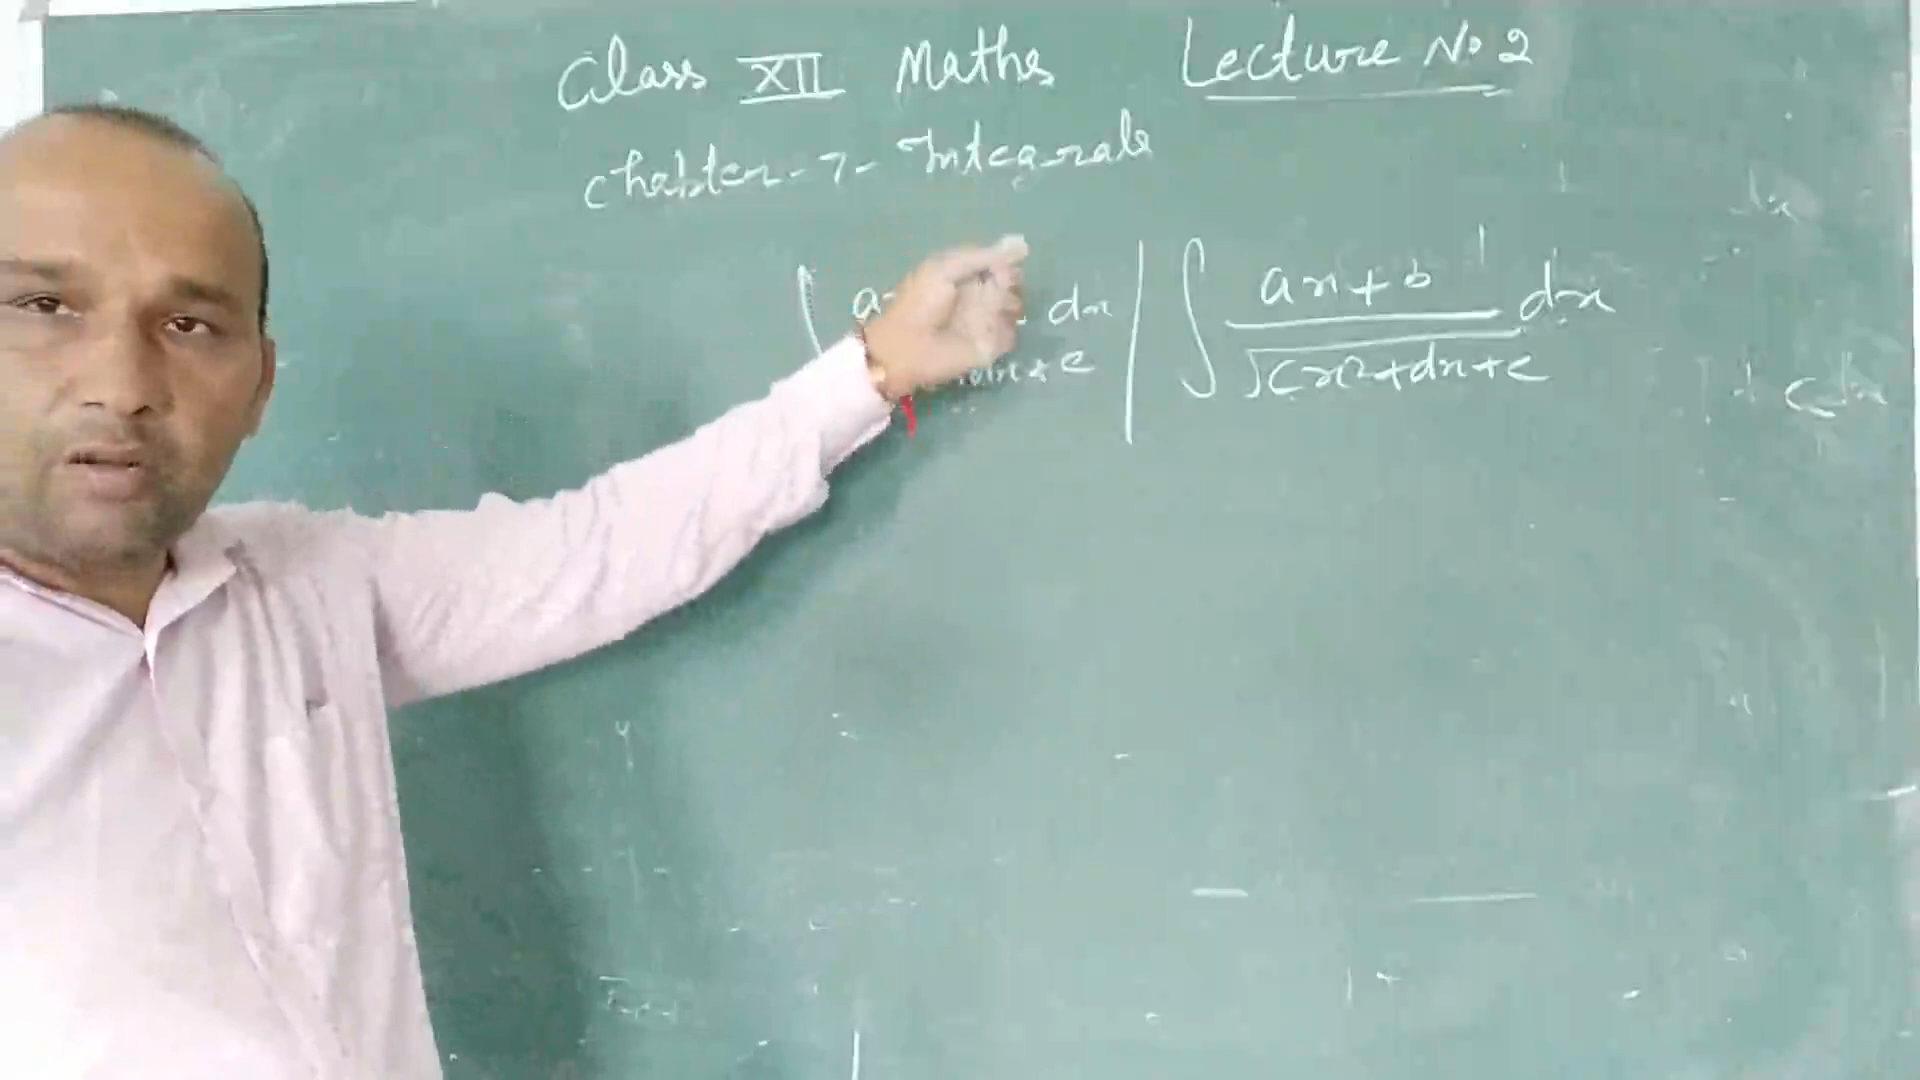 Class XII Maths Lecture No 2
Chapter - 7 - Integrals
dx | ∫ ax+b / √cx²+dx+e dx